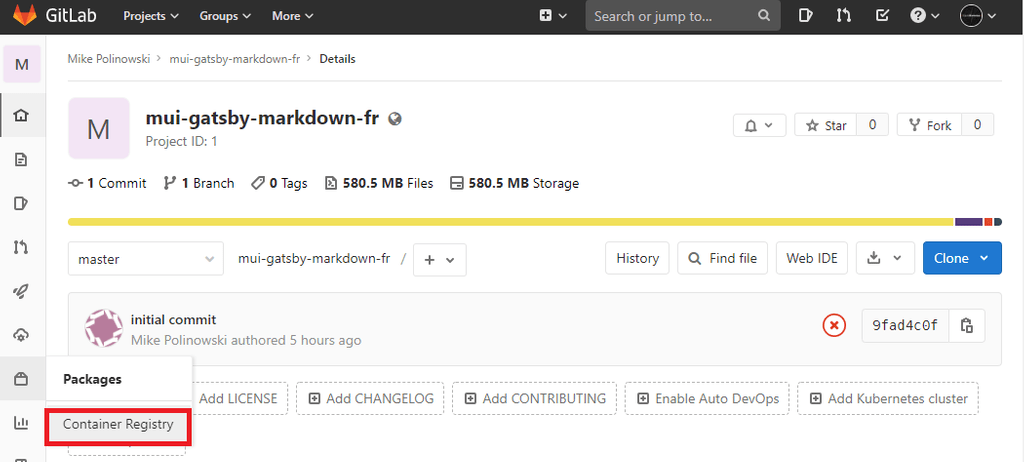 GitLab Projects Groups More Search or jump to...
M
Mike Polinowski > mui-gatsby-markdown-fr > Details
M
mui-gatsby-markdown-fr
Project ID: 1
Star 0 Fork 0
1 Commit 1 Branch 0 Tags 580.5 MB Files 580.5 MB Storage
master mui-gatsby-markdown-fr / + History Find file Web IDE Clone
initial commit
Mike Polinowski authored 5 hours ago
9fad4c0f
Packages
Add LICENSE Add CHANGELOG Add CONTRIBUTING Enable Auto DevOps Add Kubernetes cluster
Container Registry